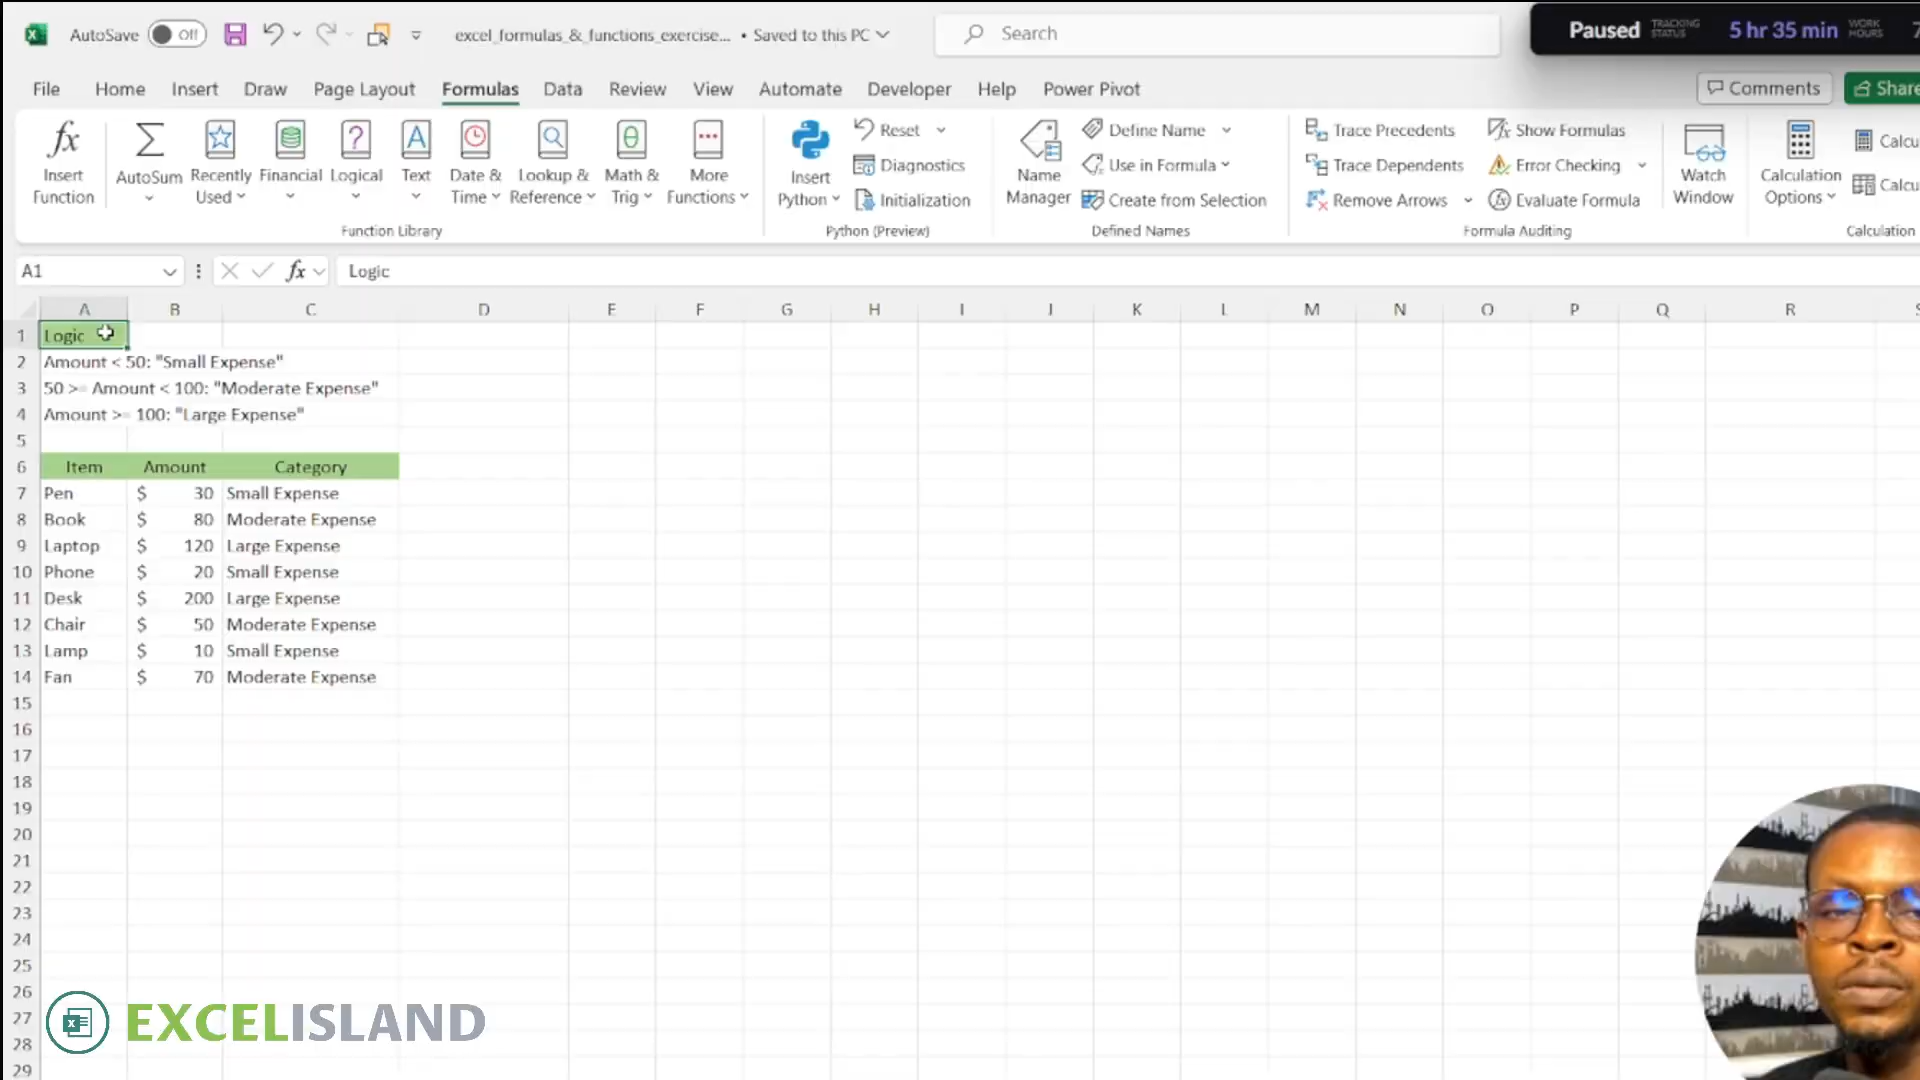 AutoSave Off excel_formulas_&_functions_exercise... • Saved to this PC Search
Paused TRACKING STATUS 5 hr 35 min WORK HOURS
File Home Insert Draw Page Layout Formulas Data Review View Automate Developer Help Power Pivot Comments Share
Insert Function
AutoSum
Recently Used
Financial
Logical
Text
Date & Time
Lookup & Reference
Math & Trig
More Functions
Function Library
Insert Python
Reset
Diagnostics
Initialization
Python (Preview)
Name Manager
Define Name
Use in Formula
Create from Selection
Defined Names
Trace Precedents
Trace Dependents
Remove Arrows
Show Formulas
Error Checking
Evaluate Formula
Formula Auditing
Watch Window
Calculation Options
Calcu
Calcu
Calculation
A1 fx Logic
A B C D E F G H I J K L M N O P Q R
1 Logic
2 Amount < 50: "Small Expense"
3 50 >= Amount < 100: "Moderate Expense"
4 Amount >= 100: "Large Expense"
5
6 Item Amount Category
7 Pen $ 30 Small Expense
8 Book $ 80 Moderate Expense
9 Laptop $ 120 Large Expense
10 Phone $ 20 Small Expense
11 Desk $ 200 Large Expense
12 Chair $ 50 Moderate Expense
13 Lamp $ 10 Small Expense
14 Fan $ 70 Moderate Expense
15
16
17
18
19
20
21
22
23
24
25
26
27
28
29
EXCELISLAND